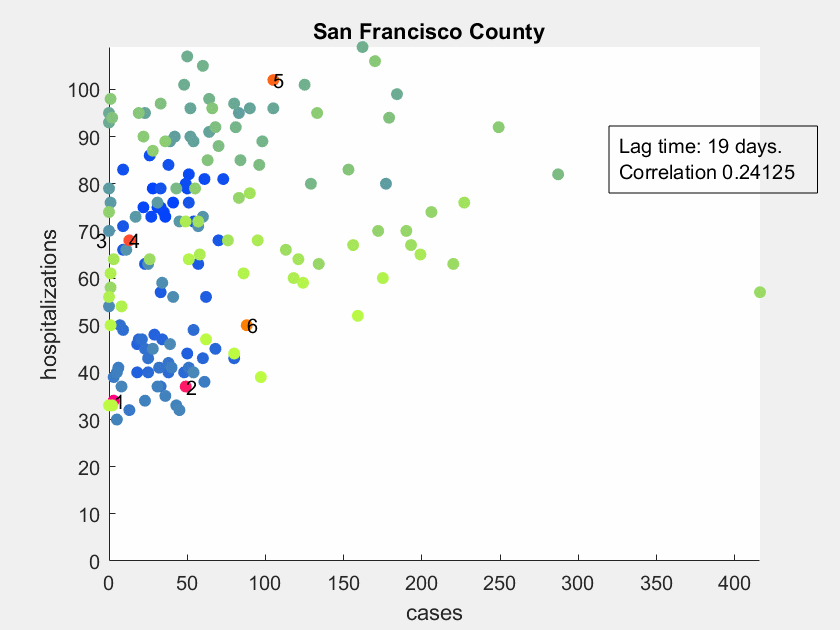 San Francisco County
100
90
80
70
60
50
40
30
20
10
0
hospitalizations
5
Lag time: 19 days.
Correlation 0.24125
3
4
6
2
1
0 50 100 150 200 250 300 350 400
cases